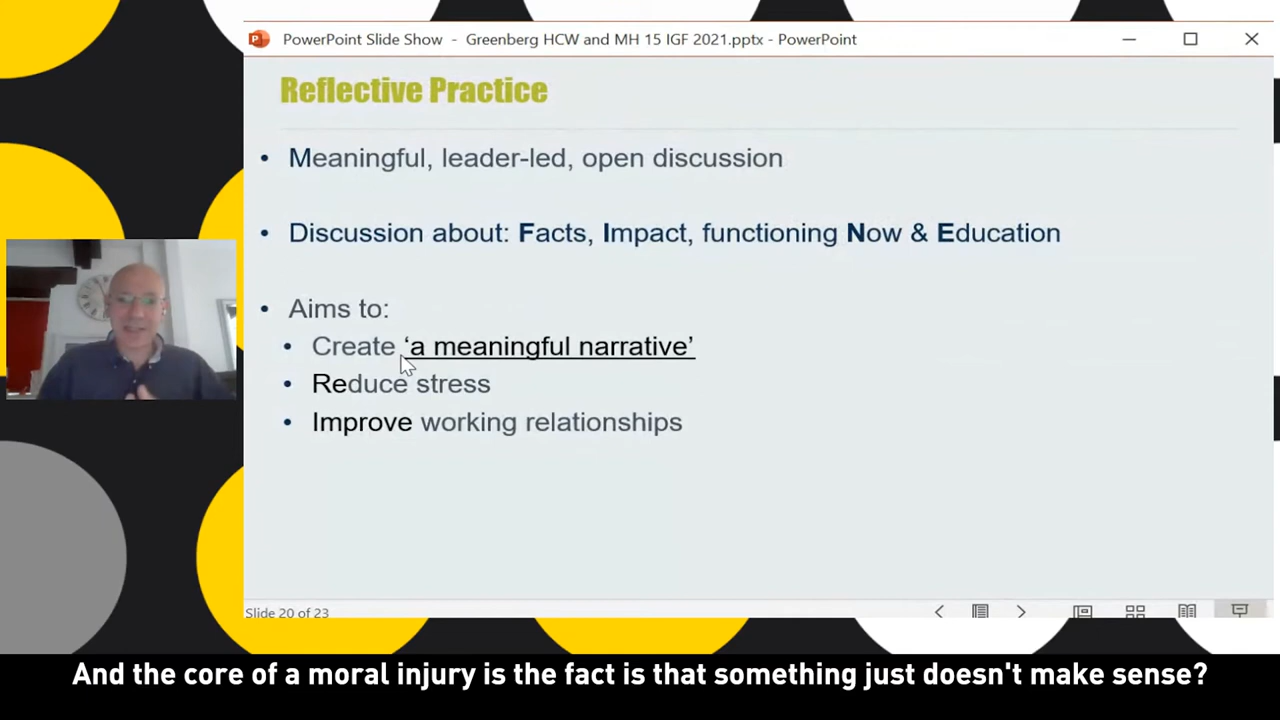 PowerPoint Slide Show - Greenberg HCW and MH 15 IGF 2021.pptx - PowerPoint
Reflective Practice
• Meaningful, leader-led, open discussion
• Discussion about: Facts, Impact, functioning Now & Education
• Aims to:
• Create ‘a meaningful narrative’
• Reduce stress
• Improve working relationships
Slide 20 of 23
And the core of a moral injury is the fact is that something just doesn't make sense?